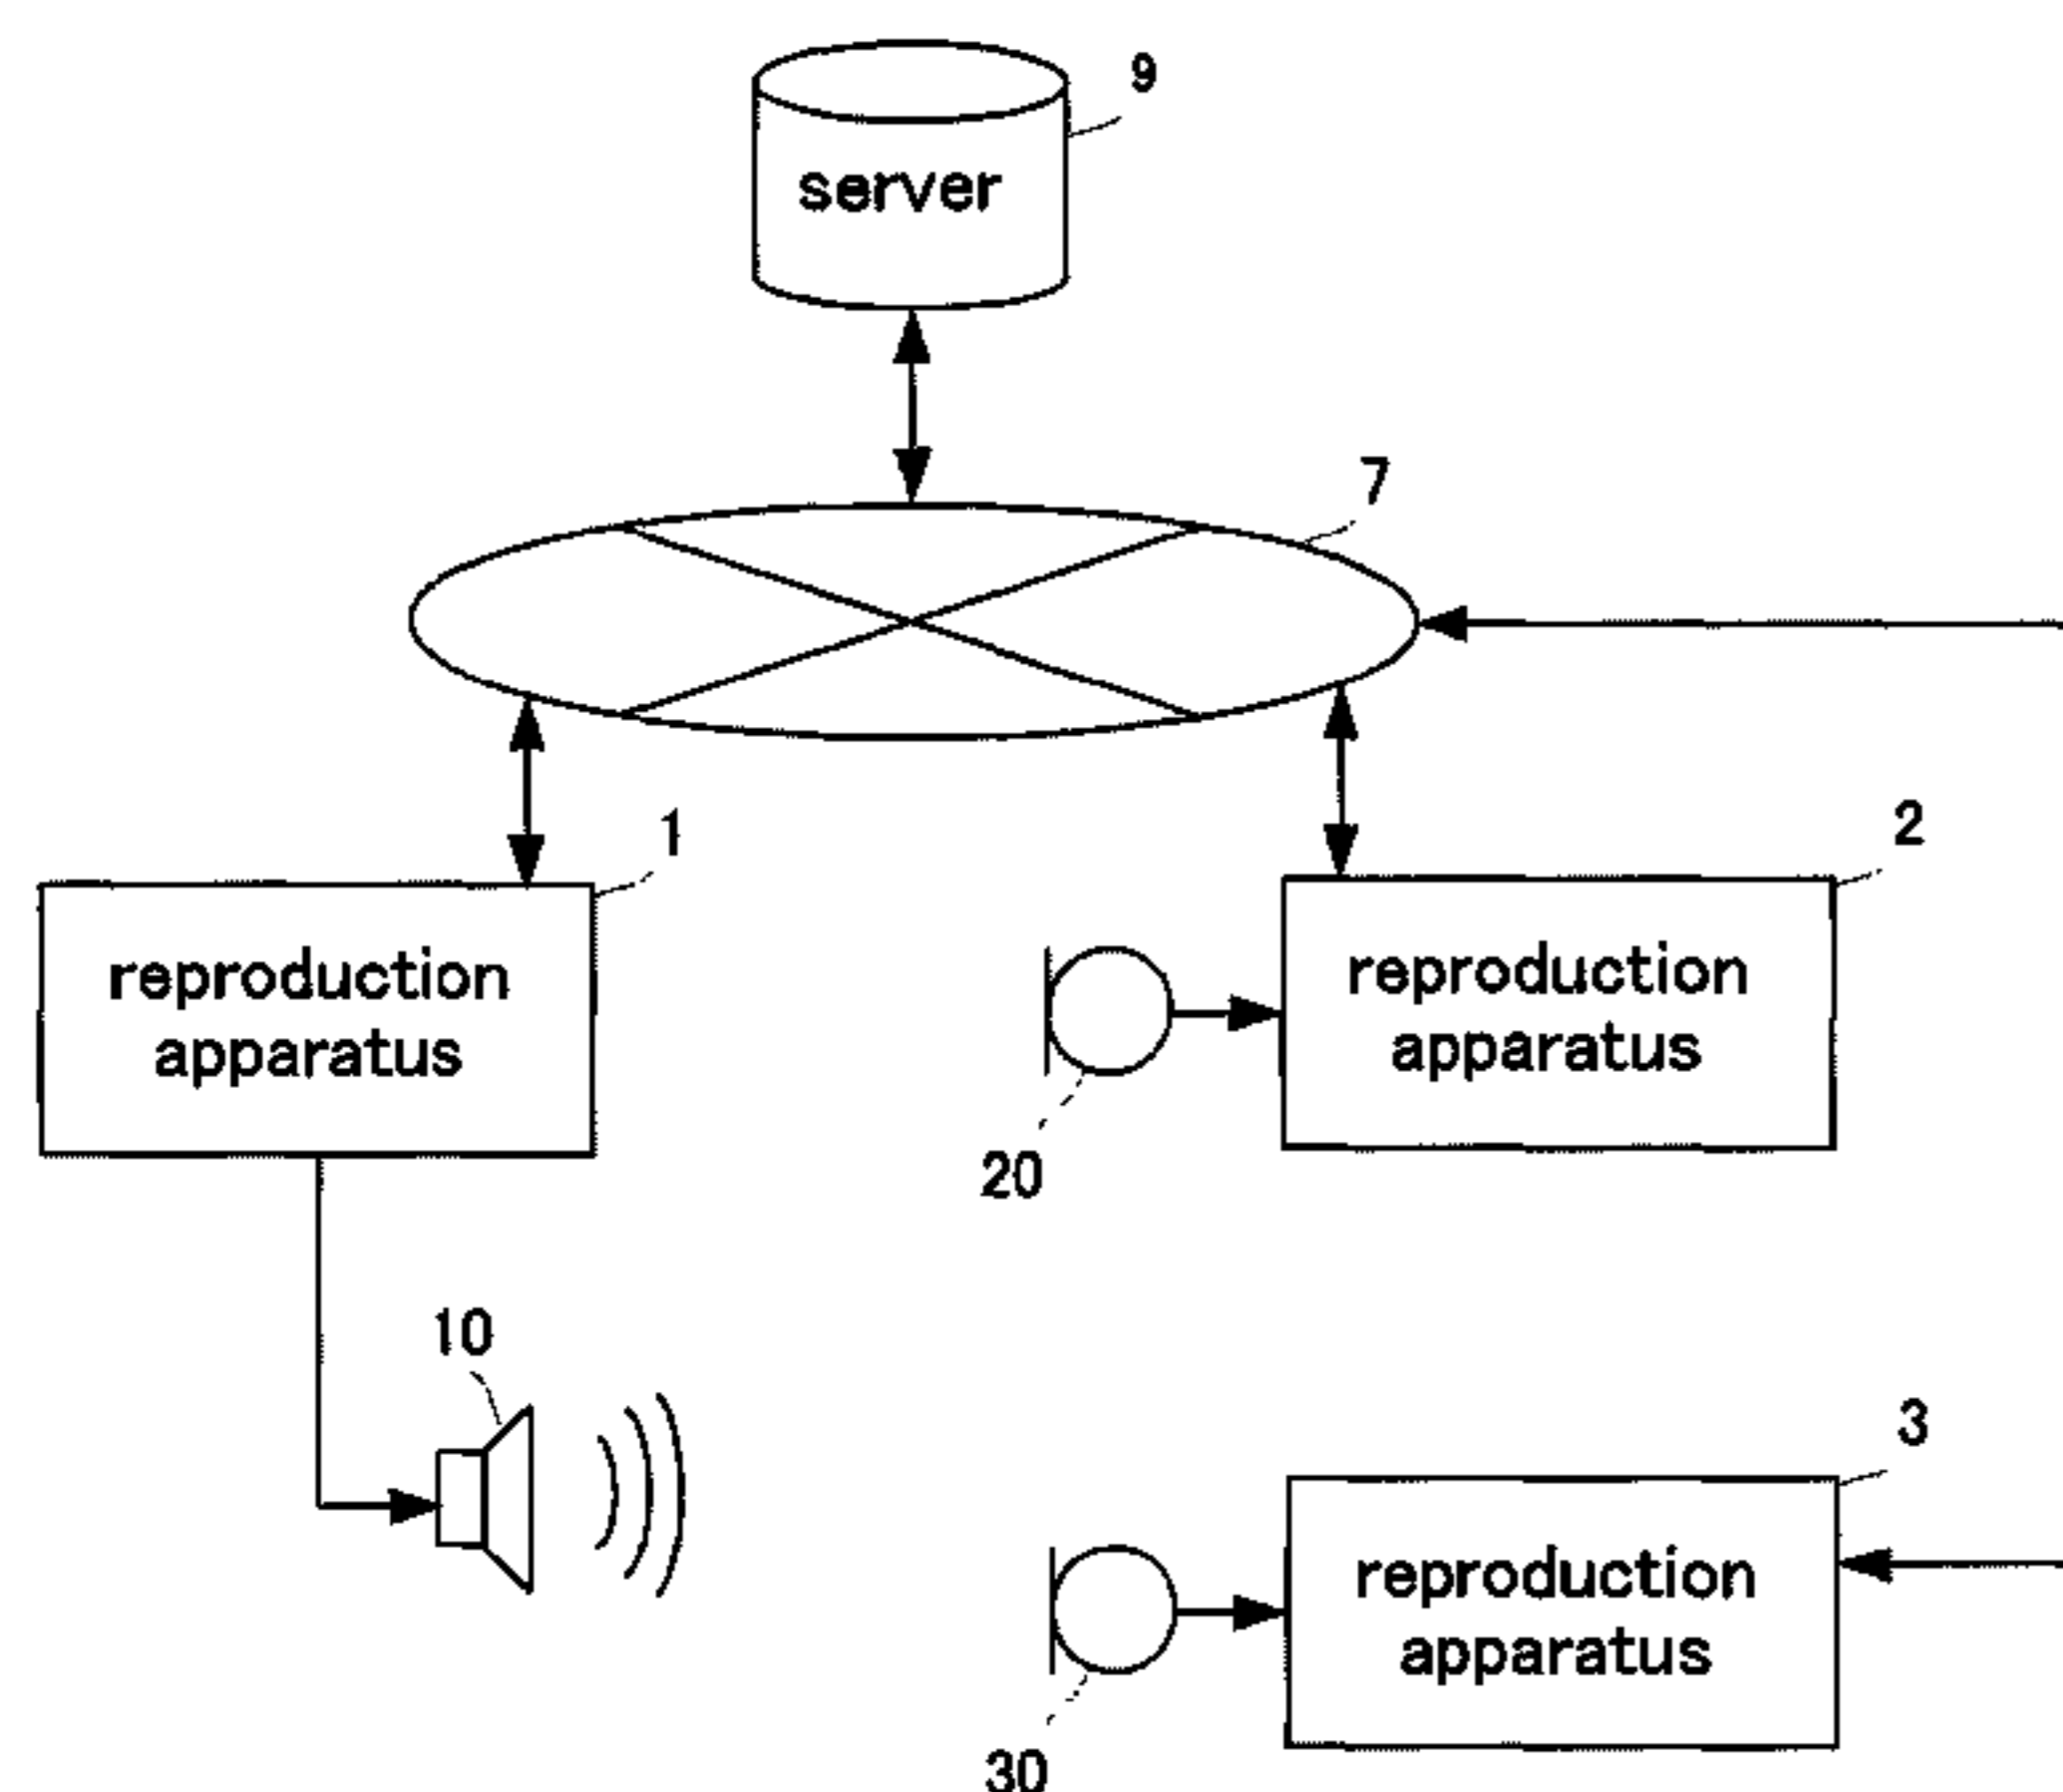 9
server
7
1
2
reproduction
apparatus
reproduction
apparatus
20
10
3
reproduction
apparatus
30